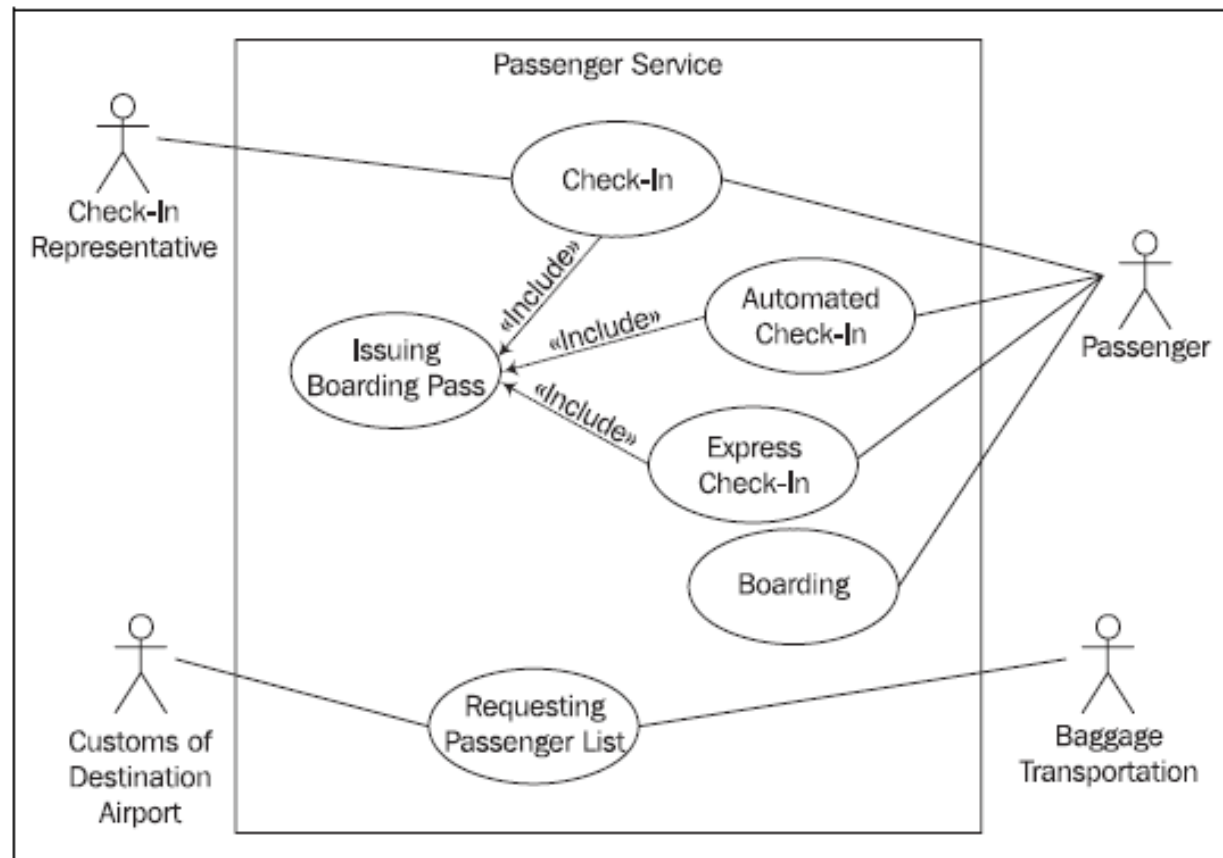 Passenger Service
Check-In
Representative
Check-In
«Include»
«Include»
«Include»
Issuing
Boarding Pass
Automated
Check-In
Passenger
Express
Check-In
Boarding
Customs of
Destination
Airport
Requesting
Passenger List
Baggage
Transportation